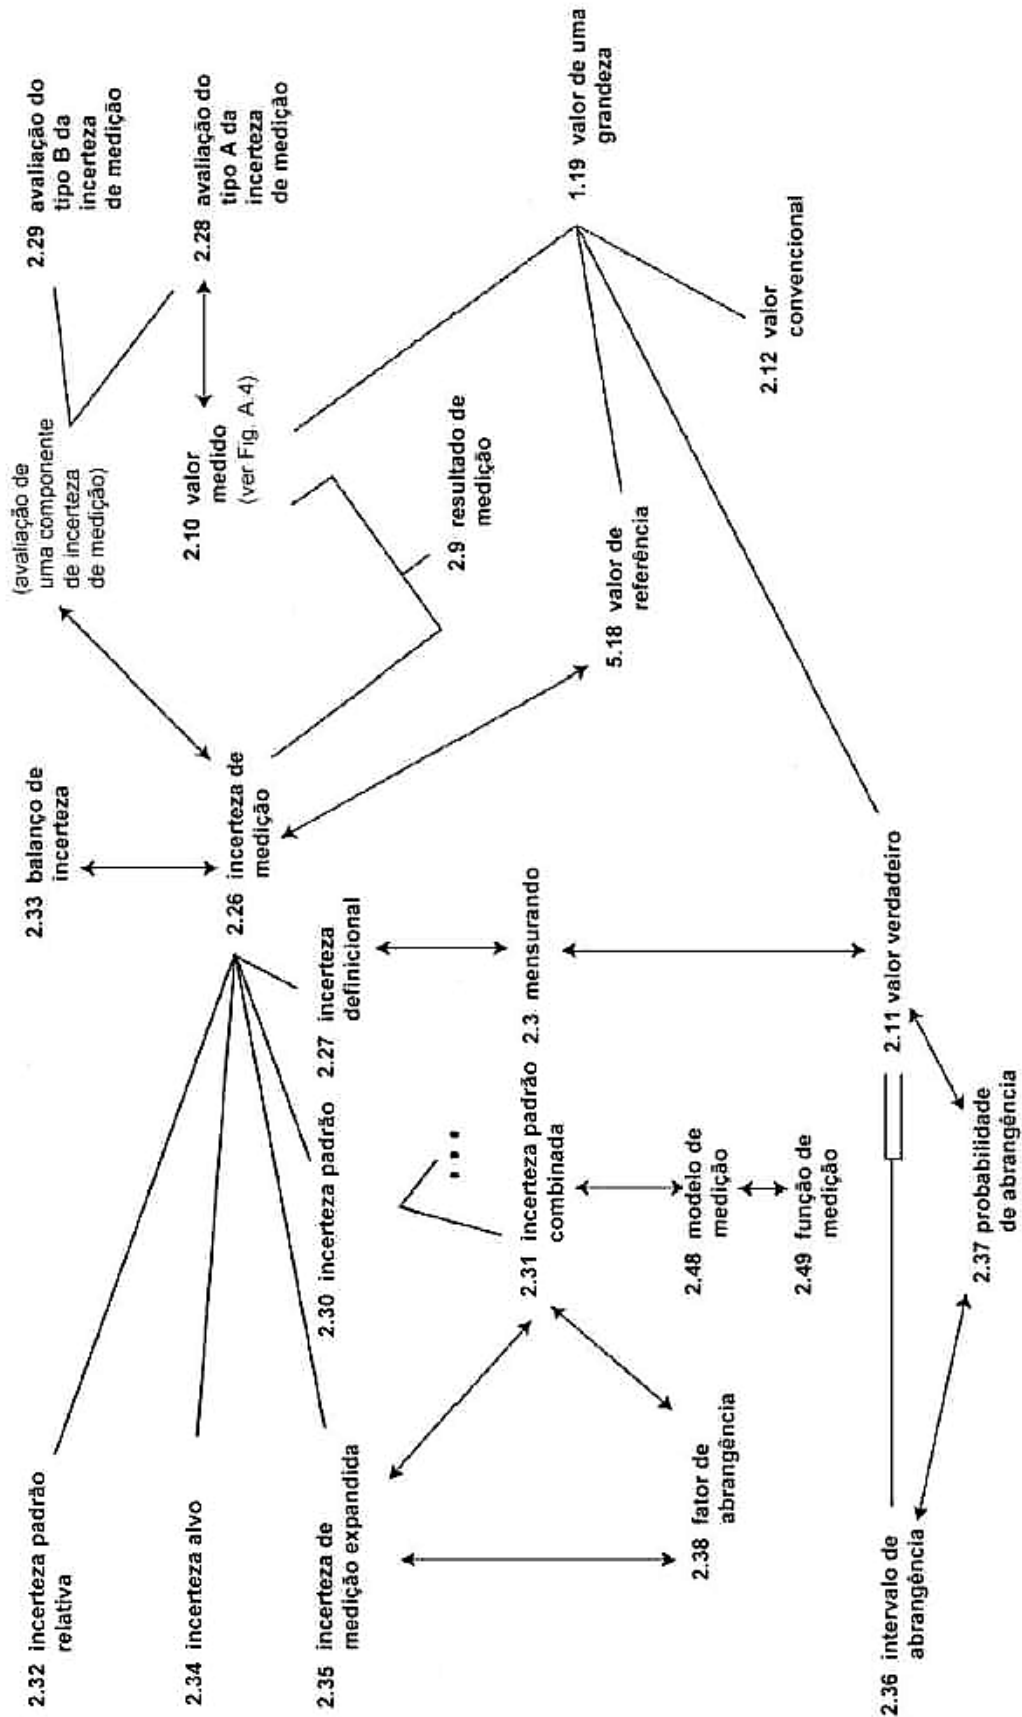 2.32 incerteza padrão
relativa
2.34 incerteza alvo
2.35 incerteza de
medição expandida
2.30 incerteza padrão
2.27 incerteza
definicional
2.33 balanço de
incerteza
2.26 incerteza de
medição
(avaliação de
uma componente
de incerteza
de medição)
2.29 avaliação do
tipo B da
incerteza
de medição
2.28 avaliação do
tipo A da
incerteza
de medição
2.10 valor
medido
(ver Fig. A.4)
2.9 resultado de
medição
2.31 incerteza padrão
combinada
...
2.3 mensurando
5.18 valor de
referência
1.19 valor de uma
grandeza
2.12 valor
convencional
2.38 fator de
abrangência
2.48 modelo de
medição
2.49 função de
medição
2.36 intervalo de
abrangência
2.11 valor verdadeiro
2.37 probabilidade
de abrangência